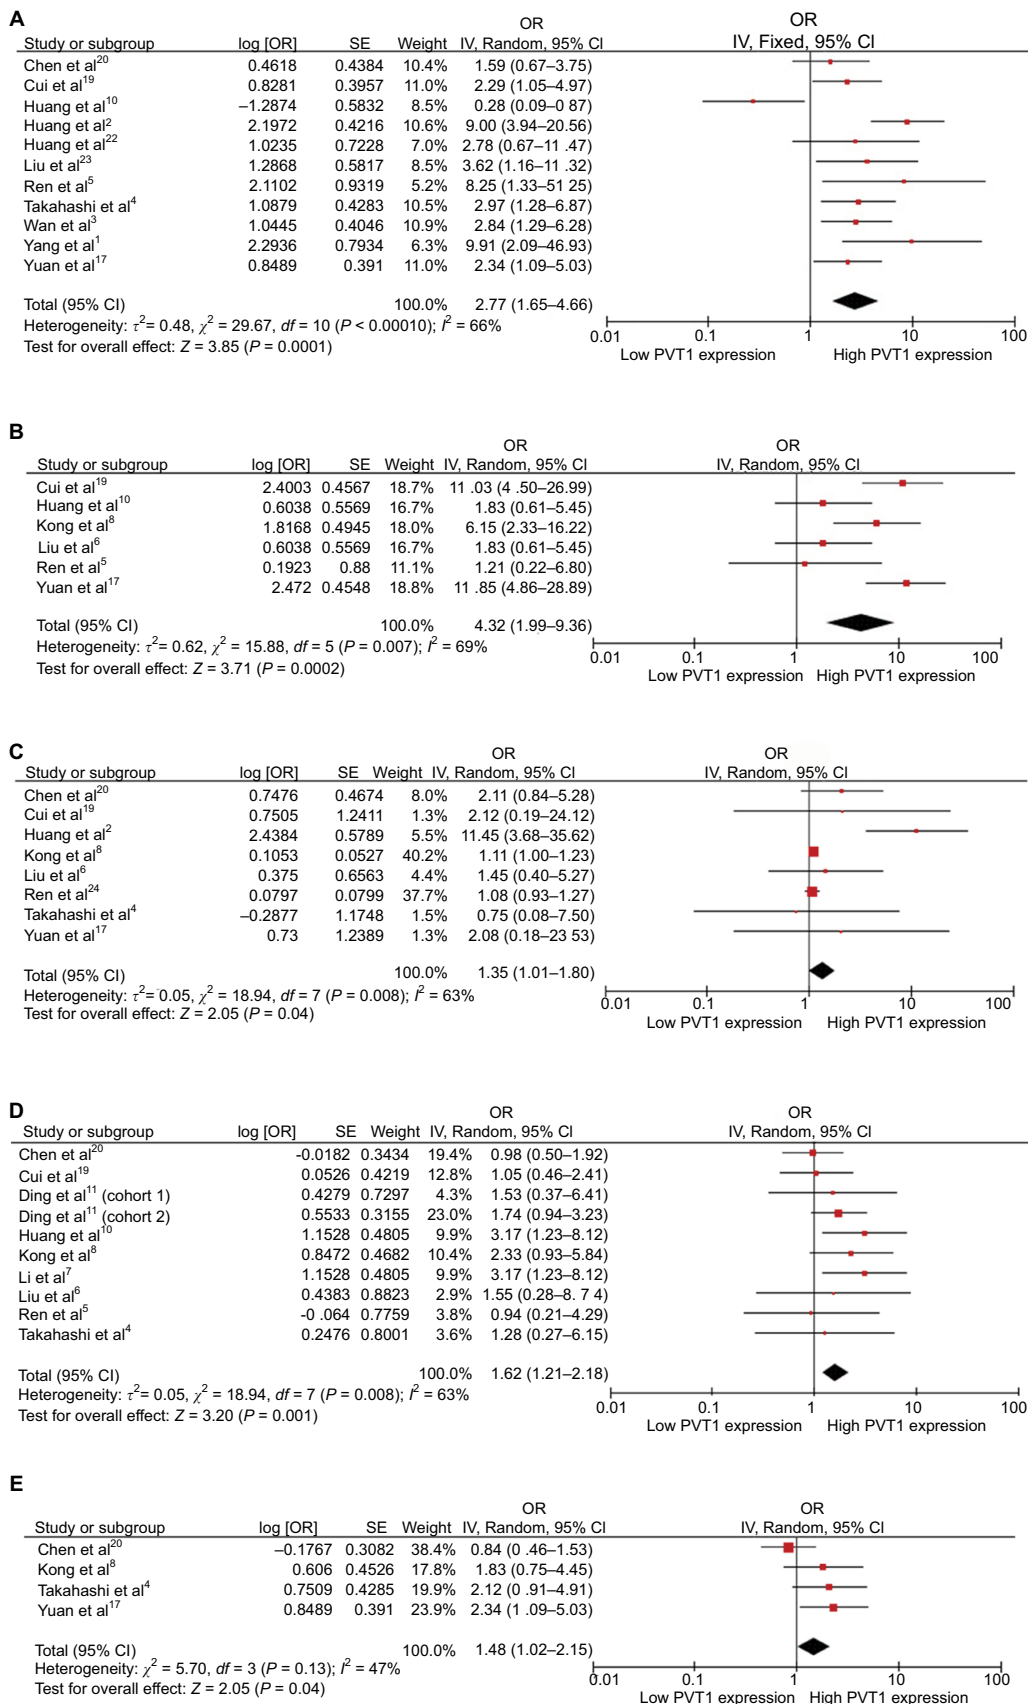 A
OR OR
Study or subgroup log [OR] SE Weight IV, Random, 95% CI IV, Fixed, 95% CI
Chen et al20 0.4618 0.4384 10.4% 1.59 (0.67–3.75)
Cui et al19 0.8281 0.3957 11.0% 2.29 (1.05–4.97)
Huang et al10 –1.2874 0.5832 8.5% 0.28 (0.09–0 87)
Huang et al2 2.1972 0.4216 10.6% 9.00 (3.94–20.56)
Huang et al22 1.0235 0.7228 7.0% 2.78 (0.67–11 .47)
Liu et al23 1.2868 0.5817 8.5% 3.62 (1.16–11 .32)
Ren et al5 2.1102 0.9319 5.2% 8.25 (1.33–51 25)
Takahashi et al4 1.0879 0.4283 10.5% 2.97 (1.28–6.87)
Wan et al3 1.0445 0.4046 10.9% 2.84 (1.29–6.28)
Yang et al1 2.2936 0.7934 6.3% 9.91 (2.09–46.93)
Yuan et al17 0.8489 0.391 11.0% 2.34 (1.09–5.03)
Total (95% CI) 100.0% 2.77 (1.65–4.66)
Heterogeneity: τ2= 0.48, χ2 = 29.67, df = 10 (P < 0.00010); I2 = 66%
Test for overall effect: Z = 3.85 (P = 0.0001)
0.01 0.1 1 10 100
Low PVT1 expression High PVT1 expression
B
OR OR
Study or subgroup log [OR] SE Weight IV, Random, 95% CI IV, Random, 95% CI
Cui et al19 2.4003 0.4567 18.7% 11 .03 (4 .50–26.99)
Huang et al10 0.6038 0.5569 16.7% 1.83 (0.61–5.45)
Kong et al8 1.8168 0.4945 18.0% 6.15 (2.33–16.22)
Liu et al6 0.6038 0.5569 16.7% 1.83 (0.61–5.45)
Ren et al5 0.1923 0.88 11.1% 1.21 (0.22–6.80)
Yuan et al17 2.472 0.4548 18.8% 11 .85 (4.86–28.89)
Total (95% CI) 100.0% 4.32 (1.99–9.36)
Heterogeneity: τ2= 0.62, χ2 = 15.88, df = 5 (P = 0.007); I2 = 69%
Test for overall effect: Z = 3.71 (P = 0.0002)
0.01 0.1 1 10 100
Low PVT1 expression High PVT1 expression
C
OR OR
Study or subgroup log [OR] SE Weight IV, Random, 95% CI IV, Random, 95% CI
Chen et al20 0.7476 0.4674 8.0% 2.11 (0.84–5.28)
Cui et al19 0.7505 1.2411 1.3% 2.12 (0.19–24.12)
Huang et al2 2.4384 0.5789 5.5% 11.45 (3.68–35.62)
Kong et al8 0.1053 0.0527 40.2% 1.11 (1.00–1.23)
Liu et al6 0.375 0.6563 4.4% 1.45 (0.40–5.27)
Ren et al24 0.0797 0.0799 37.7% 1.08 (0.93–1.27)
Takahashi et al4 –0.2877 1.1748 1.5% 0.75 (0.08–7.50)
Yuan et al17 0.73 1.2389 1.3% 2.08 (0.18–23 53)
Total (95% CI) 100.0% 1.35 (1.01–1.80)
Heterogeneity: τ2= 0.05, χ2 = 18.94, df = 7 (P = 0.008); I2 = 63%
Test for overall effect: Z = 2.05 (P = 0.04)
0.01 0.1 1 10 100
Low PVT1 expression High PVT1 expression
D
OR OR
Study or subgroup log [OR] SE Weight IV, Random, 95% CI IV, Random, 95% CI
Chen et al20 -0.0182 0.3434 19.4% 0.98 (0.50–1.92)
Cui et al19 0.0526 0.4219 12.8% 1.05 (0.46–2.41)
Ding et al11 (cohort 1) 0.4279 0.7297 4.3% 1.53 (0.37–6.41)
Ding et al11 (cohort 2) 0.5533 0.3155 23.0% 1.74 (0.94–3.23)
Huang et al10 1.1528 0.4805 9.9% 3.17 (1.23–8.12)
Kong et al8 0.8472 0.4682 10.4% 2.33 (0.93–5.84)
Li et al7 1.1528 0.4805 9.9% 3.17 (1.23–8.12)
Liu et al6 0.4383 0.8823 2.9% 1.55 (0.28–8. 7 4)
Ren et al5 -0 .064 0.7759 3.8% 0.94 (0.21–4.29)
Takahashi et al4 0.2476 0.8001 3.6% 1.28 (0.27–6.15)
Total (95% CI) 100.0% 1.62 (1.21–2.18)
Heterogeneity: τ2= 0.05, χ2 = 18.94, df = 7 (P = 0.008); I2 = 63%
Test for overall effect: Z = 3.20 (P = 0.001)
0.01 0.1 1 10 100
Low PVT1 expression High PVT1 expression
E
OR OR
Study or subgroup log [OR] SE Weight IV, Random, 95% CI IV, Random, 95% CI
Chen et al20 –0.1767 0.3082 38.4% 0.84 (0 .46–1.53)
Kong et al8 0.606 0.4526 17.8% 1.83 (0.75–4.45)
Takahashi et al4 0.7509 0.4285 19.9% 2.12 (0 .91–4.91)
Yuan et al17 0.8489 0.391 23.9% 2.34 (1 .09–5.03)
Total (95% CI) 100.0% 1.48 (1.02–2.15)
Heterogeneity: χ2 = 5.70, df = 3 (P = 0.13); I2 = 47%
Test for overall effect: Z = 2.05 (P = 0.04)
0.01 0.1 1 10 100
Low PVT1 expression High PVT1 expression